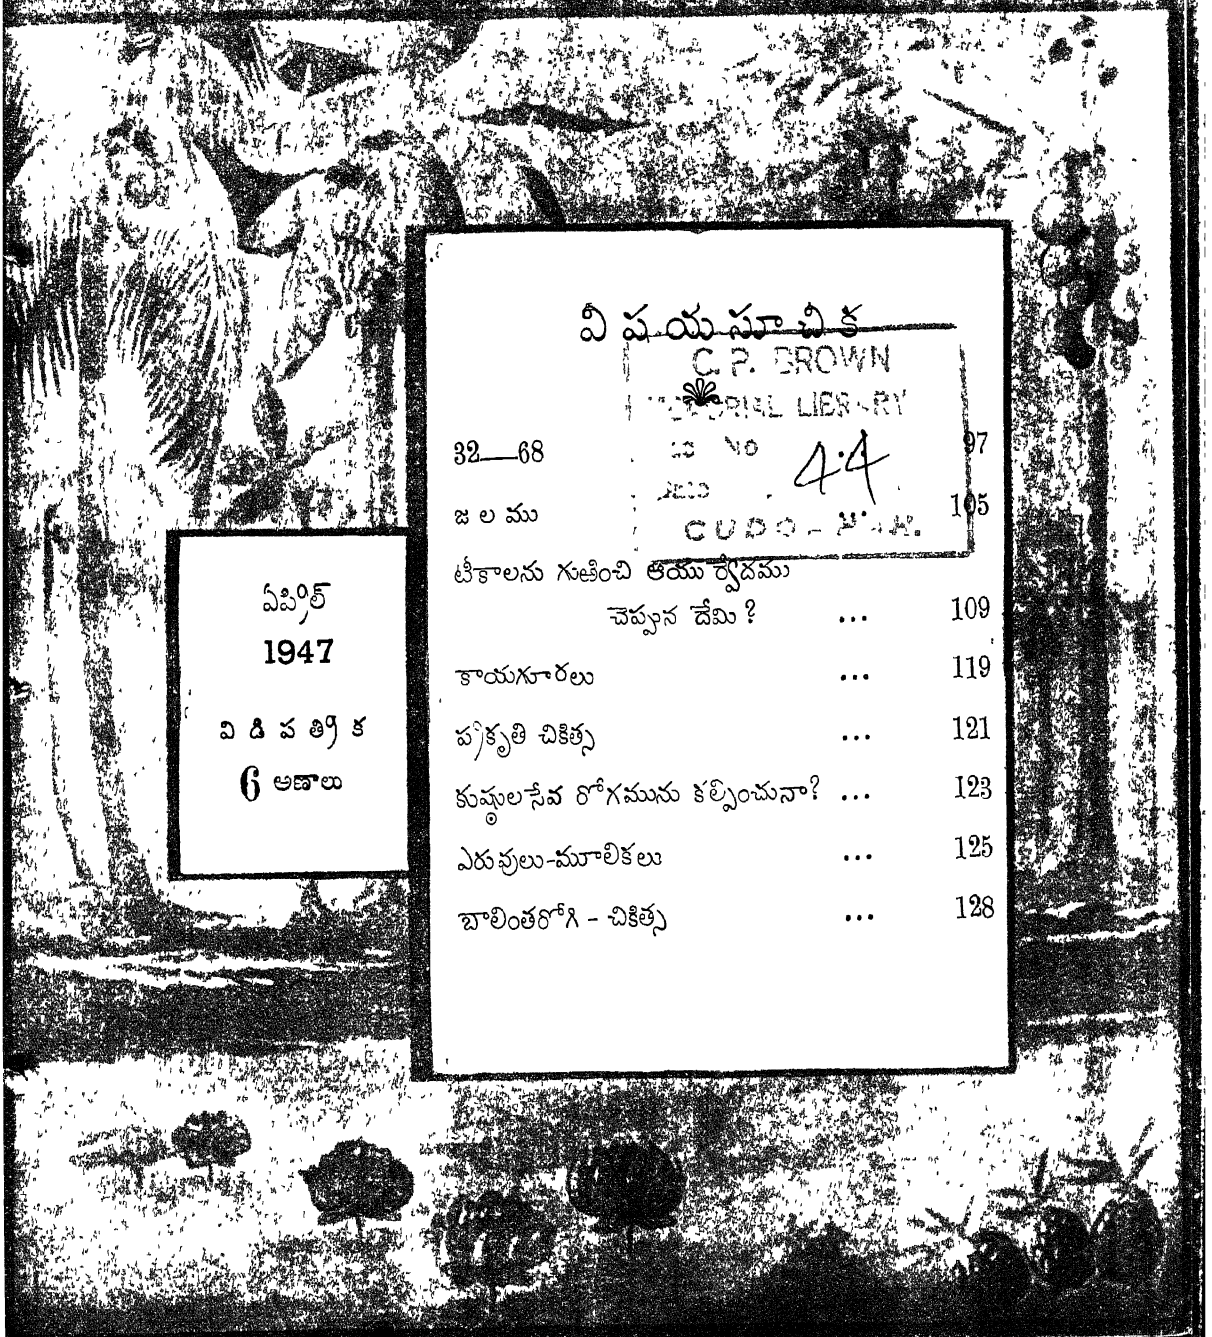 విషయసూచిక
C. P. BROWN
LIBRARY
NO 44
32—68 97
జలము 105
టీకాలను గుఱించి ఆయుర్వేదము
చెప్పున దేమి? ... 109
కాయగూరలు ... 119
ప్రకృతి చికిత్స ... 121
కుష్ఠులసేవ రోగమును కల్పించునా? ... 123
ఎరువులు-మూలికలు ... 125
బాలింతరోగి - చికిత్స ... 128
ఏప్రిల్
1947
విడిపత్రిక
6 అణాలు